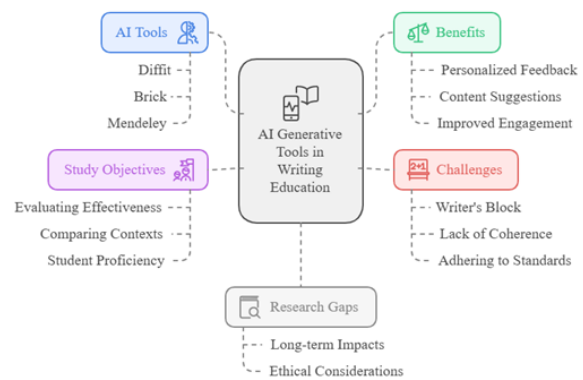 AI Tools
Diffit
Brick
Mendeley
Study Objectives
Evaluating Effectiveness
Comparing Contexts
Student Proficiency
AI Generative
Tools in
Writing
Education
Benefits
Personalized Feedback
Content Suggestions
Improved Engagement
2+1
Challenges
Writer's Block
Lack of Coherence
Adhering to Standards
Research Gaps
Long-term Impacts
Ethical Considerations